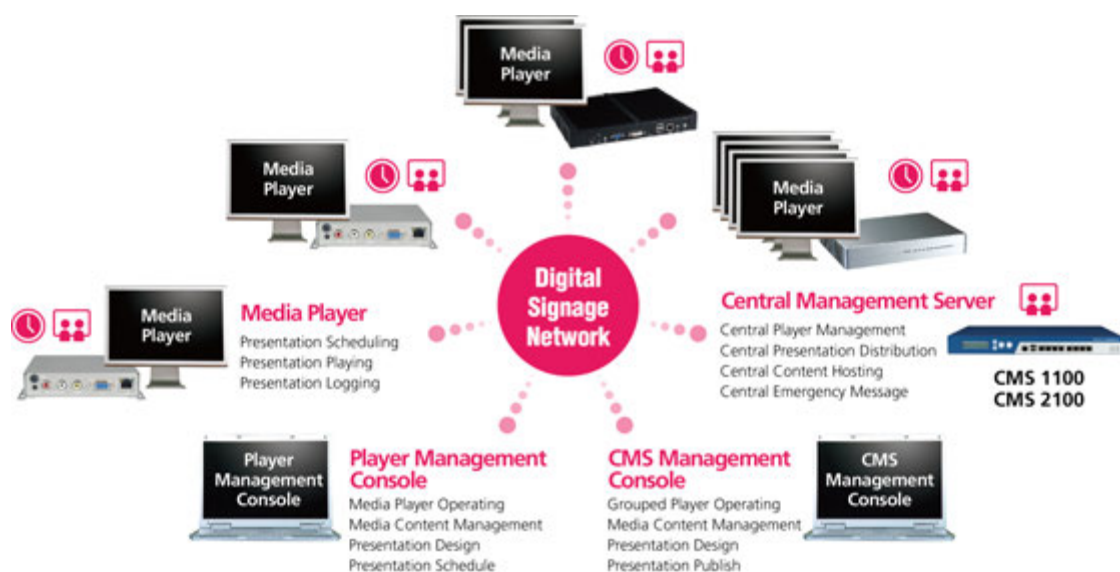 Media
Player
Media
Player
Media
Player
Digital
Signage
Network
Media
Player
Media Player
Presentation Scheduling
Presentation Playing
Presentation Logging
Central Management Server
Central Player Management
Central Presentation Distribution
Central Content Hosting
Central Emergency Message
CMS 1100
CMS 2100
Player
Management
Console
Player Management
Console
Media Player Operating
Media Content Management
Presentation Design
Presentation Schedule
CMS Management
Console
Grouped Player Operating
Media Content Management
Presentation Design
Presentation Publish
CMS
Management
Console